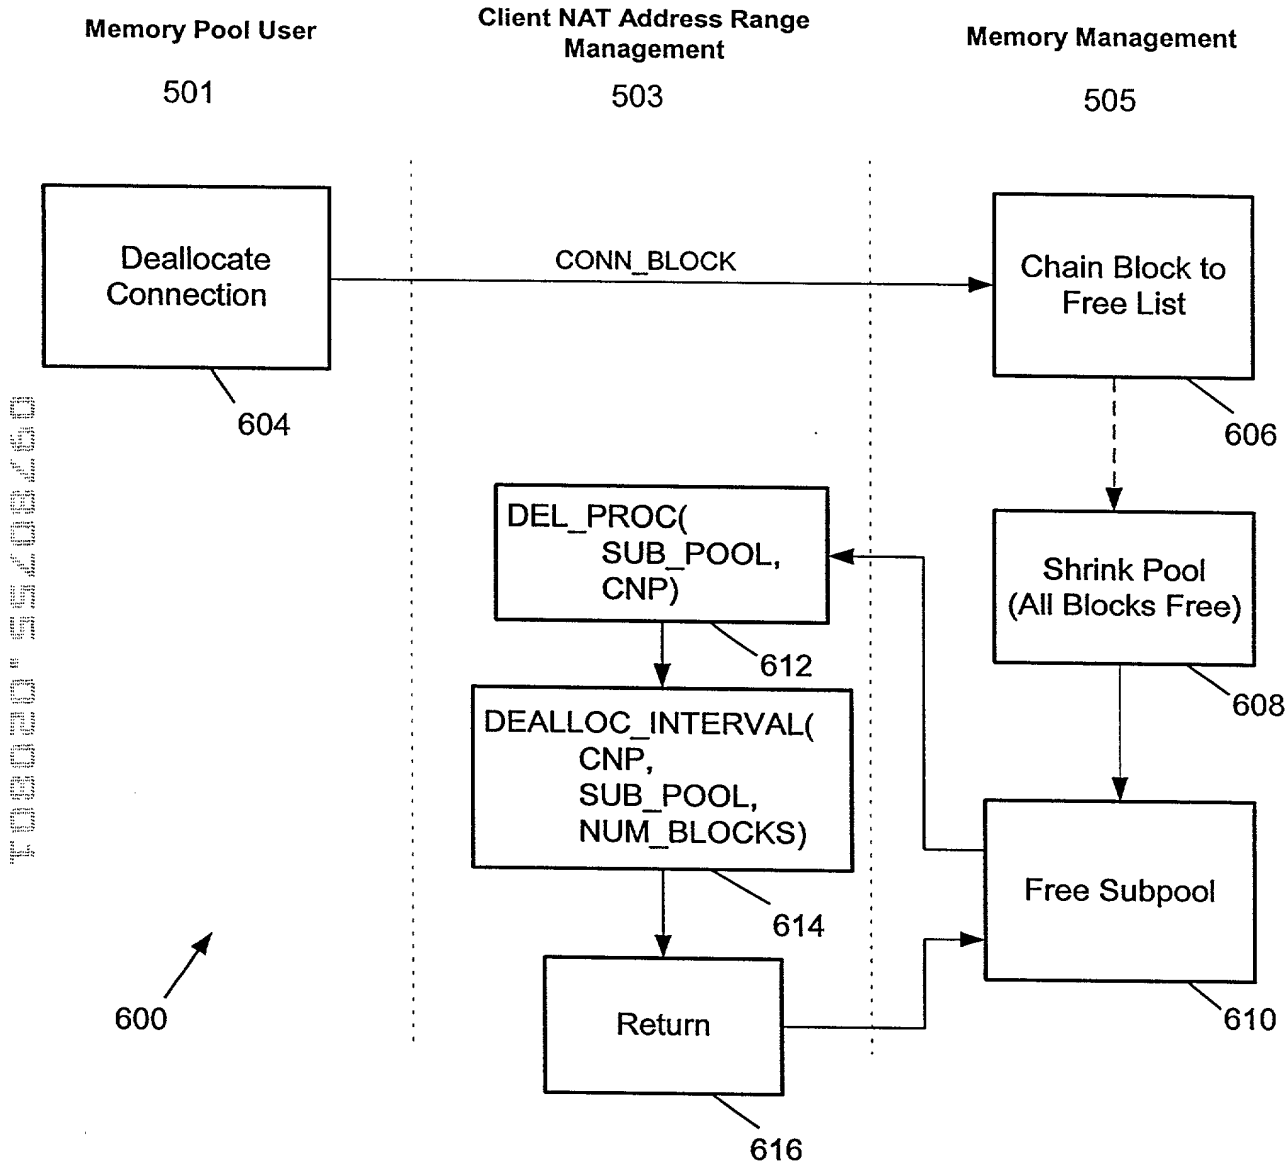 Memory Pool User
501
Client NAT Address Range
Management
503
Memory Management
505
Deallocate
Connection
604
CONN_BLOCK
Chain Block to
Free List
606
DEL_PROC(
SUB_POOL,
CNP)
612
Shrink Pool
(All Blocks Free)
608
DEALLOC_INTERVAL(
CNP,
SUB_POOL,
NUM_BLOCKS)
614
Free Subpool
610
Return
616
600
09780755.020801